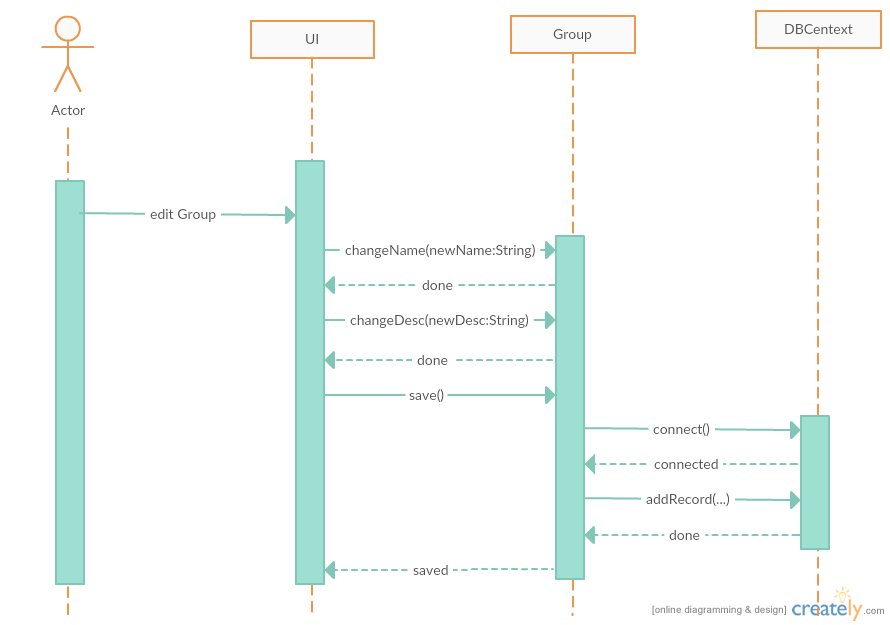 UI
Group
DBCentext
Actor
edit Group
changeName(newName:String)
done
changeDesc(newDesc:String)
done
save()
connect()
connected
addRecord(...)
done
saved
[online diagramming & design] creately.com